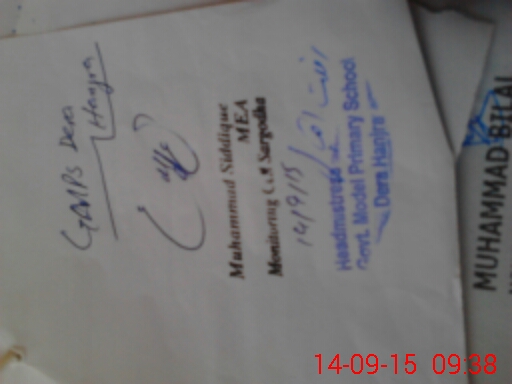 GMPS Dera
Hanjra
Muhammad Siddique
MEA
Monitoring Cell Sargodha
14/9/15
Headmistress
Govt. Model Primary School
Dera Hanjra
MUHAMMAD BILAL
14-09-15 09:38